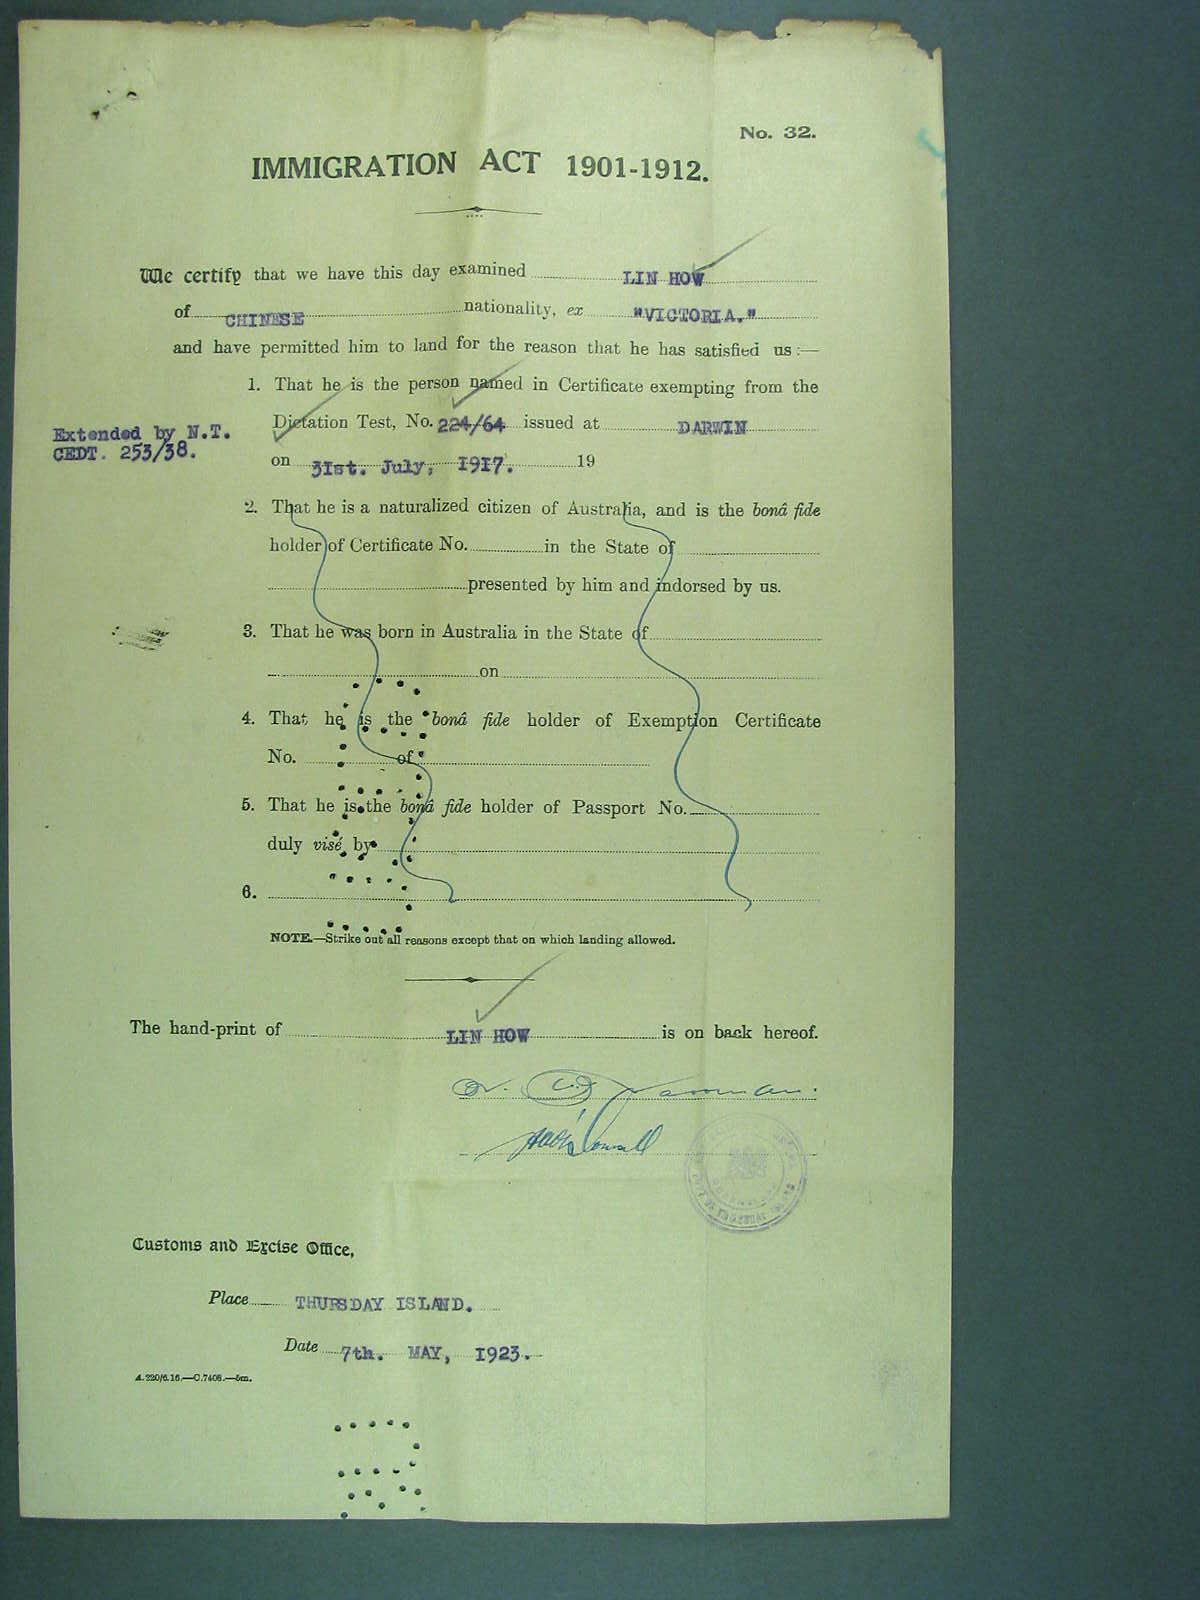 No. 32.
IMMIGRATION ACT 1901-1912.
We certify that we have this day examined LIN HOW
of CHINESE nationality, ex "VICTORIA."
and have permitted him to land for the reason that he has satisfied us :—
1. That he is the person named in Certificate exempting from the
Dictation Test, No. 224/64 issued at DARWIN
Extended by N.T.
CEDT. 253/38.
on 31st. July, 1917. 19
2. That he is a naturalized citizen of Australia, and is the bonâ fide
holder of Certificate No. in the State of
presented by him and indorsed by us.
3. That he was born in Australia in the State of
on
4. That he is the bonâ fide holder of Exemption Certificate
No. of
5. That he is the bonâ fide holder of Passport No.
duly visé by
6.
NOTE.—Strike out all reasons except that on which landing allowed.
The hand-print of LIN HOW is on back hereof.
Customs and Excise Office,
Place THURSDAY ISLAND.
Date 7th. MAY, 1923.
A.220/6.16.—C.7408.—5m.